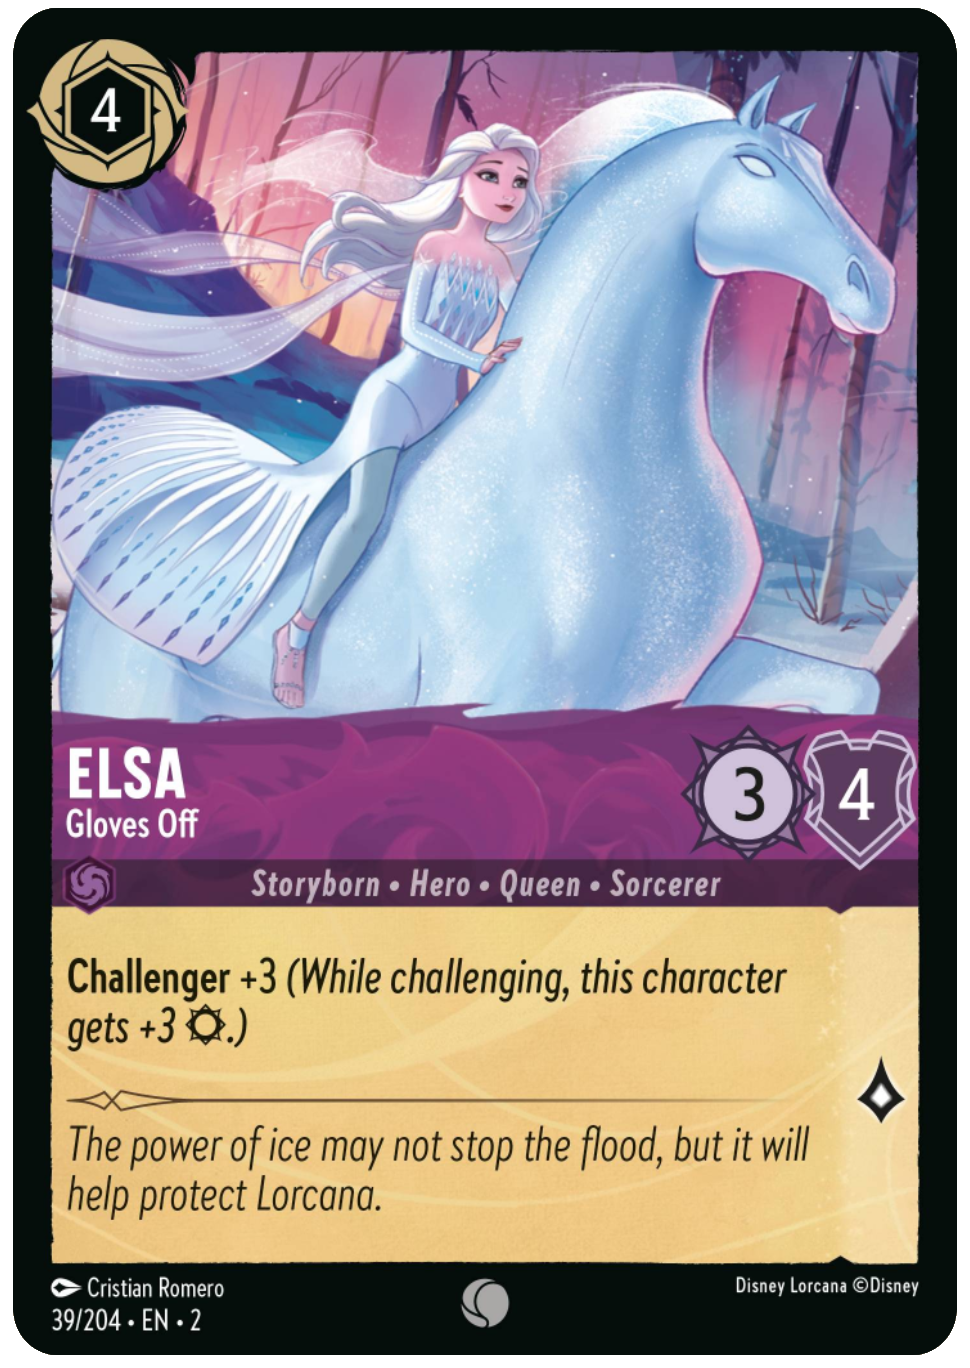 4
ELSA
Gloves Off
3
4
Storyborn • Hero • Queen • Sorcerer
Challenger +3 (While challenging, this character
gets +3 .)
The power of ice may not stop the flood, but it will
help protect Lorcana.
Cristian Romero
Disney Lorcana ©Disney
39/204 • EN • 2